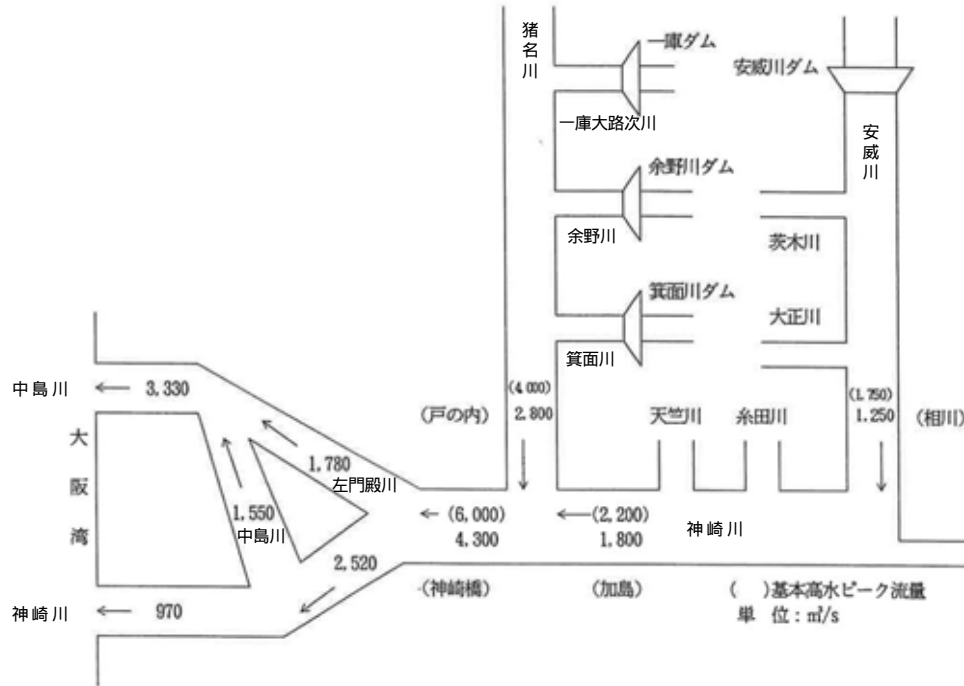 猪名川
一庫ダム
安威川ダム
一庫大路次川
安威川
余野川ダム
余野川
茨木川
箕面川ダム
大正川
箕面川
中島川
3,330
(4,000)
2.800
(戸の内)
天竺川
糸田川
(1.750)
1.250
(相川)
大阪湾
1.780
左門殿川
1,550
中島川
(6,000)
4.300
(2,200)
1.800
神崎川
2,520
神崎川
970
(神崎橋)
(加島)
( )基本高水ピーク流量
単 位：㎥/s